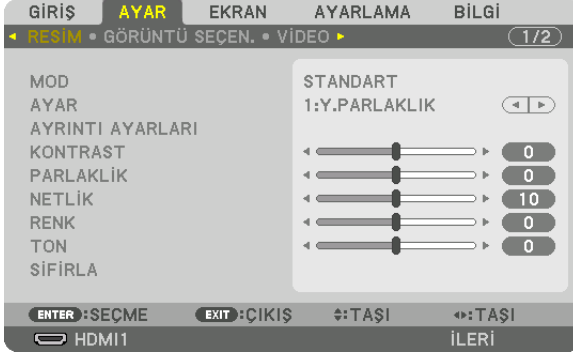 GİRİŞ AYAR EKRAN AYARLAMA BİLGİ
RESİM • GÖRÜNTÜ SEÇEN. • VİDEO 1/2
MOD STANDART
AYAR 1:Y.PARLAKLIK
AYRINTI AYARLARI
KONTRAST 0
PARLAKLİK 0
NETLİK 10
RENK 0
TON 0
SİFİRLA
ENTER :SEÇME EXIT :ÇIKIŞ :TAŞI :TAŞI
HDMI1 İLERİ